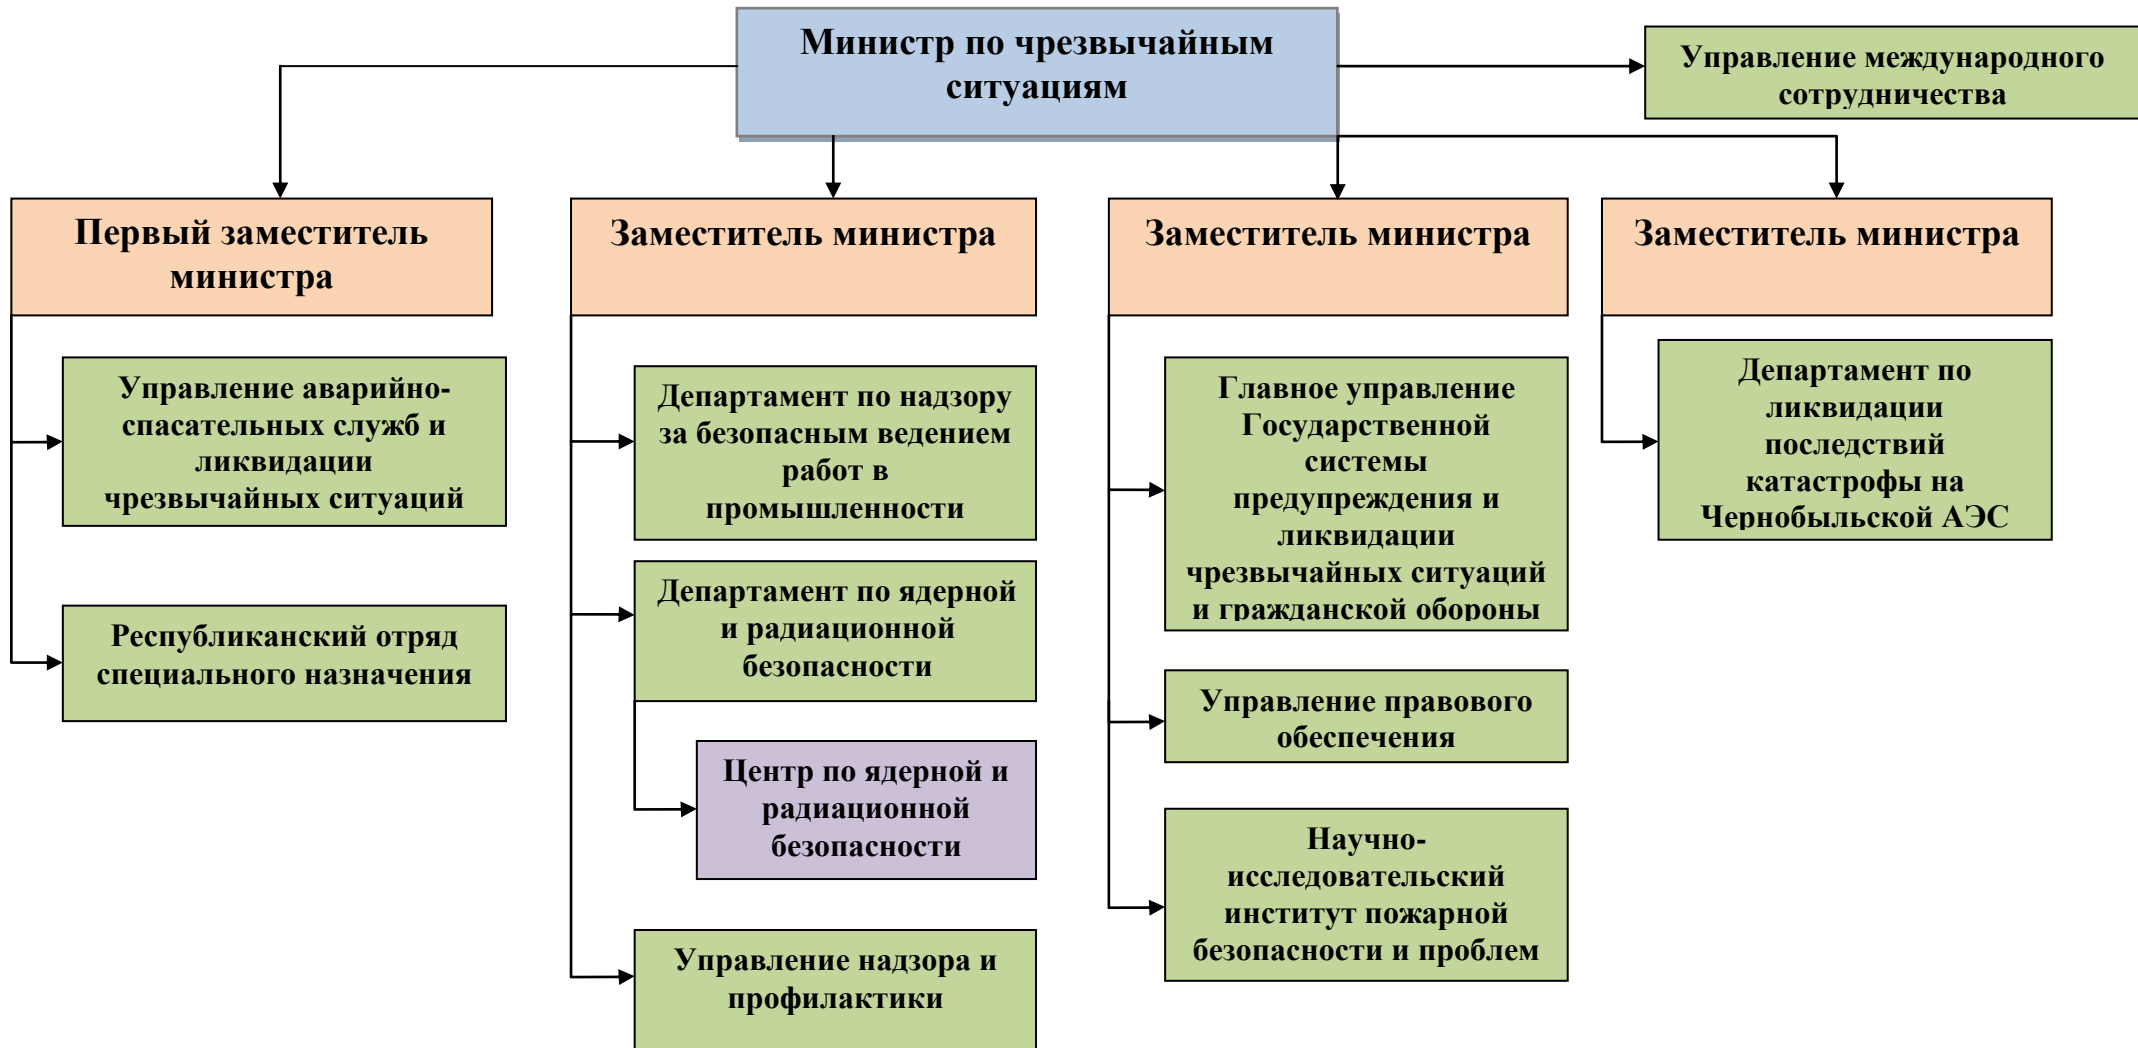 Министр по чрезвычайным
ситуациям
Управление международного
сотрудничества
Первый заместитель
министра
Управление аварийно-
спасательных служб и
ликвидации
чрезвычайных ситуаций
Республиканский отряд
специального назначения
Заместитель министра
Департамент по надзору
за безопасным ведением
работ в
промышленности
Департамент по ядерной
и радиационной
безопасности
Центр по ядерной и
радиационной
безопасности
Управление надзора и
профилактики
Заместитель министра
Главное управление
Государственной
системы
предупреждения и
ликвидации
чрезвычайных ситуаций
и гражданской обороны
Управление правового
обеспечения
Научно-
исследовательский
институт пожарной
безопасности и проблем
Заместитель министра
Департамент по
ликвидации
последствий
катастрофы на
Чернобыльской АЭС